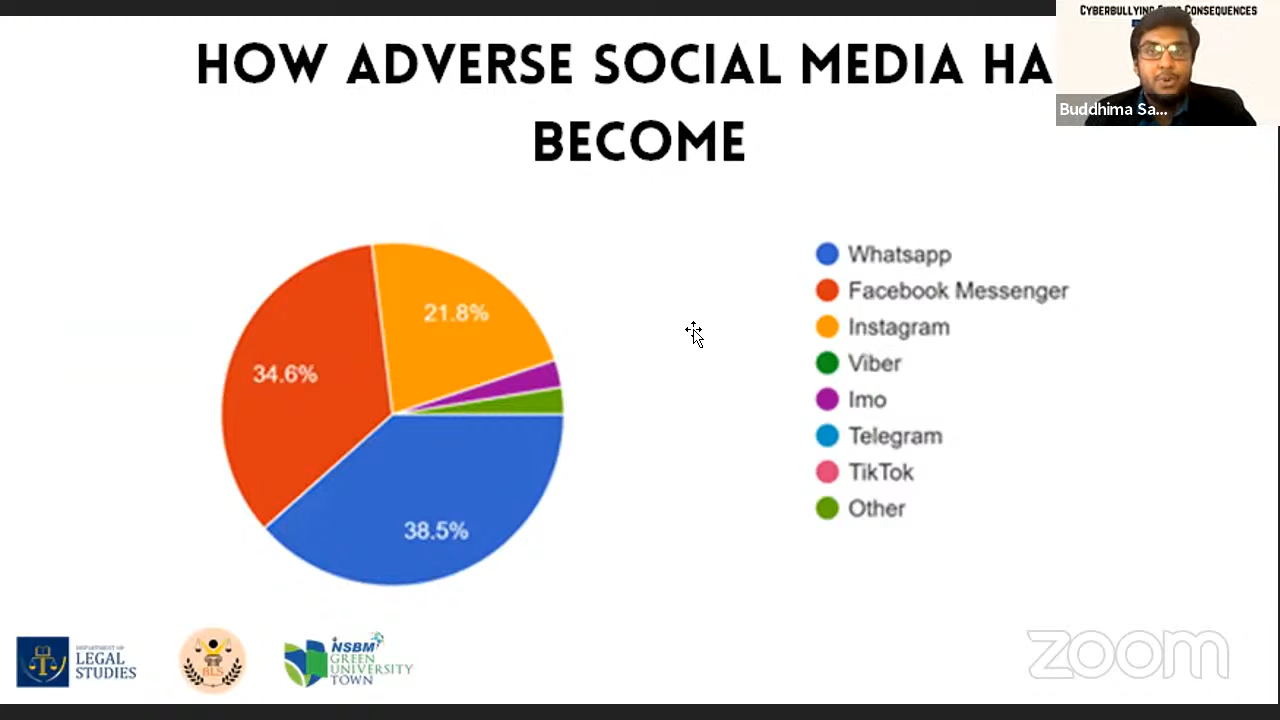 CYBERBULLYING CONSEQUENCES
HOW ADVERSE SOCIAL MEDIA HA
BECOME
Buddhima Sa...
21.8%
34.6%
38.5%
Whatsapp
Facebook Messenger
Instagram
Viber
Imo
Telegram
TikTok
Other
DEPARTMENT OF
LEGAL
STUDIES
BLS
NSBM
GREEN
UNIVERSITY
TOWN
zoom